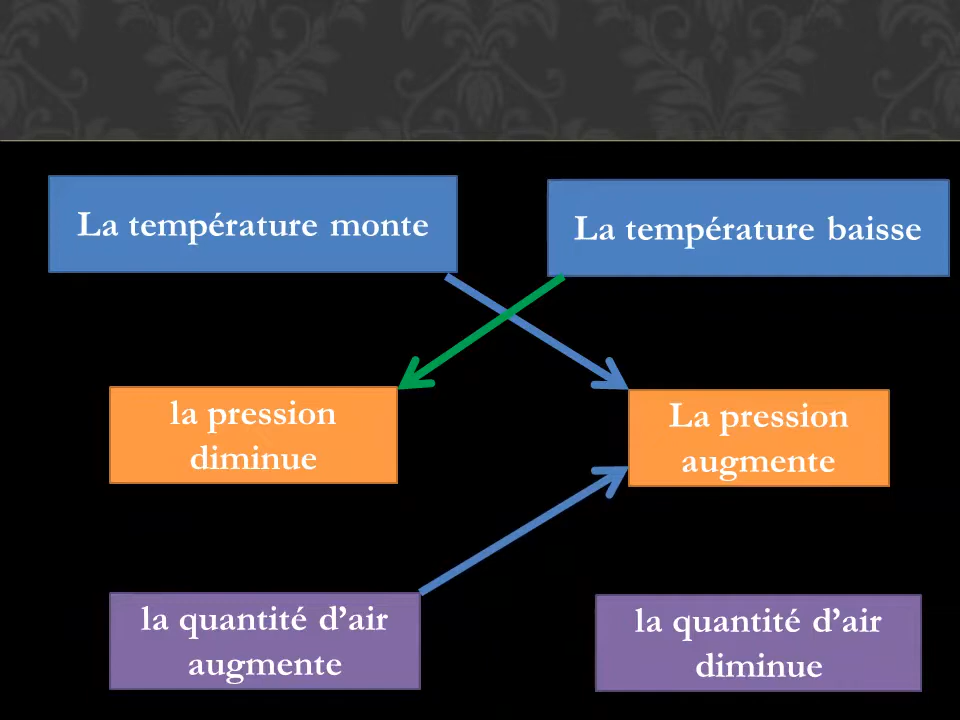 La température monte
La température baisse
la pression
diminue
La pression
augmente
la quantité d’air
augmente
la quantité d’air
diminue